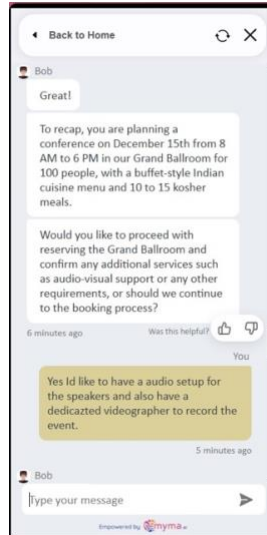 Back to Home
Bob
Great!
To recap, you are planning a
conference on December 15th from 8
AM to 6 PM in our Grand Ballroom for
100 people, with a buffet-style Indian
cuisine menu and 10 to 15 kosher
meals.
Would you like to proceed with
reserving the Grand Ballroom and
confirm any additional services such
as audio-visual support or any other
requirements, or should we continue
to the booking process?
6 minutes ago
Was this helpful?
You
Yes Id like to have a audio setup for
the speakers and also have a
dedicazted videographer to record the
event.
5 minutes ago
Bob
Type your message
Empowered by myma.ai